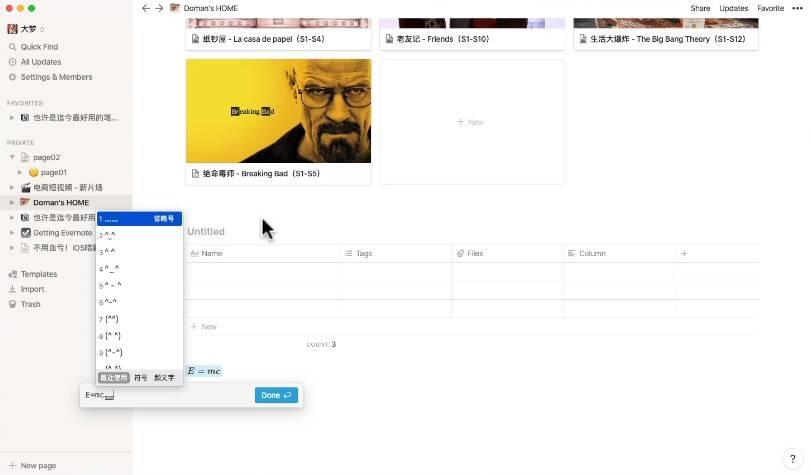 Doman's HOME
Share Updates Favorite
大梦
Quick Find
All Updates
Settings & Members
FAVORITES
也许是迄今最好用的笔...
PRIVATE
page02
page01
电商短视频 - 新片场
Doman's HOME
也许是迄今最好用
Getting Evernote
不用血亏！iOS暗
Templates
Import
Trash
New page
纸钞屋 - La casa de papel（S1-S4）
老友记 - Friends（S1-S10）
生活大爆炸 - The Big Bang Theory（S1-S12）
Breaking Bad
绝命毒师 - Breaking Bad（S1-S5）
+ New
Untitled
Name Tags Files Column +
+ New
COUNT 3
E = mc
1 …… 省略号
2 ^_^
3 ^ ^
4 ^ _ ^
5 ^ - ^
6 ^-^
7 (^^)
8 (^ ^)
9 (^-^)
最近使用 符号 颜文字
E=mc……
Done
?